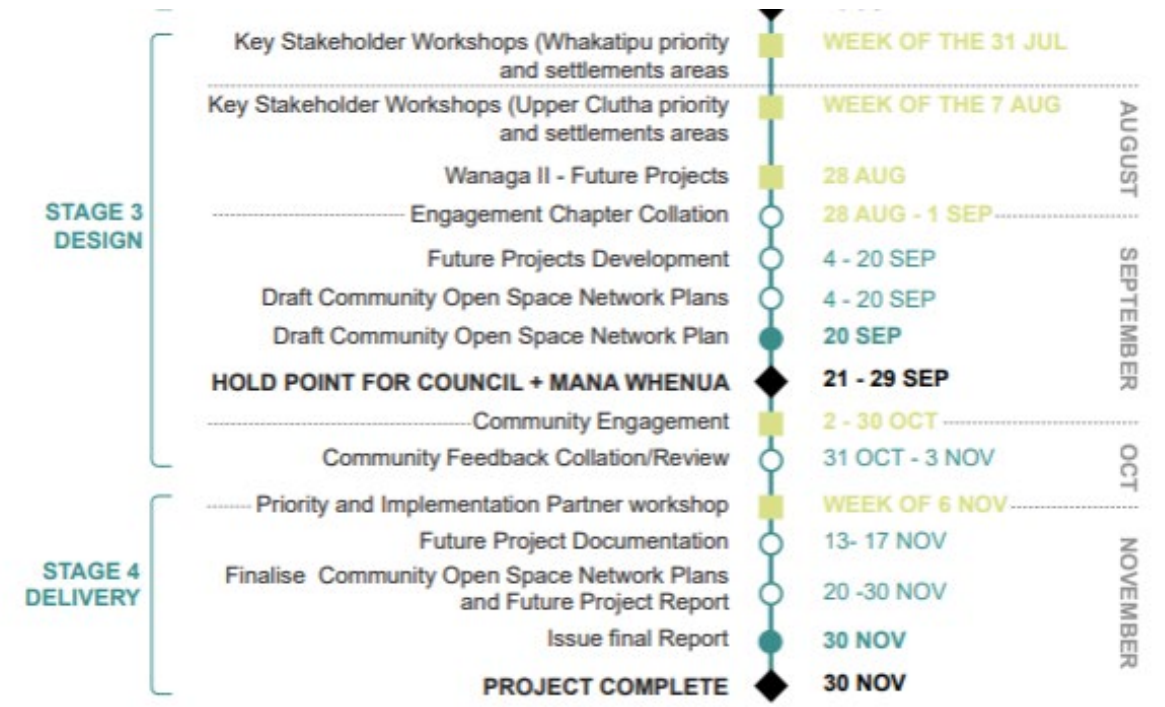 Key Stakeholder Workshops (Whakatipu priority
and settlements areas
WEEK OF THE 31 JUL
Key Stakeholder Workshops (Upper Clutha priority
and settlements areas
WEEK OF THE 7 AUG
AUGUST
Wanaga II - Future Projects
28 AUG
STAGE 3
DESIGN
Engagement Chapter Collation
28 AUG - 1 SEP
Future Projects Development
4 - 20 SEP
SEPTEMBER
Draft Community Open Space Network Plans
4 - 20 SEP
Draft Community Open Space Network Plan
20 SEP
HOLD POINT FOR COUNCIL + MANA WHENUA
21 - 29 SEP
Community Engagement
2 - 30 OCT
Community Feedback Collation/Review
31 OCT - 3 NOV
OCT
Priority and Implementation Partner workshop
WEEK OF 6 NOV
Future Project Documentation
13- 17 NOV
NOVEMBER
STAGE 4
DELIVERY
Finalise Community Open Space Network Plans
and Future Project Report
20 -30 NOV
Issue final Report
30 NOV
PROJECT COMPLETE
30 NOV